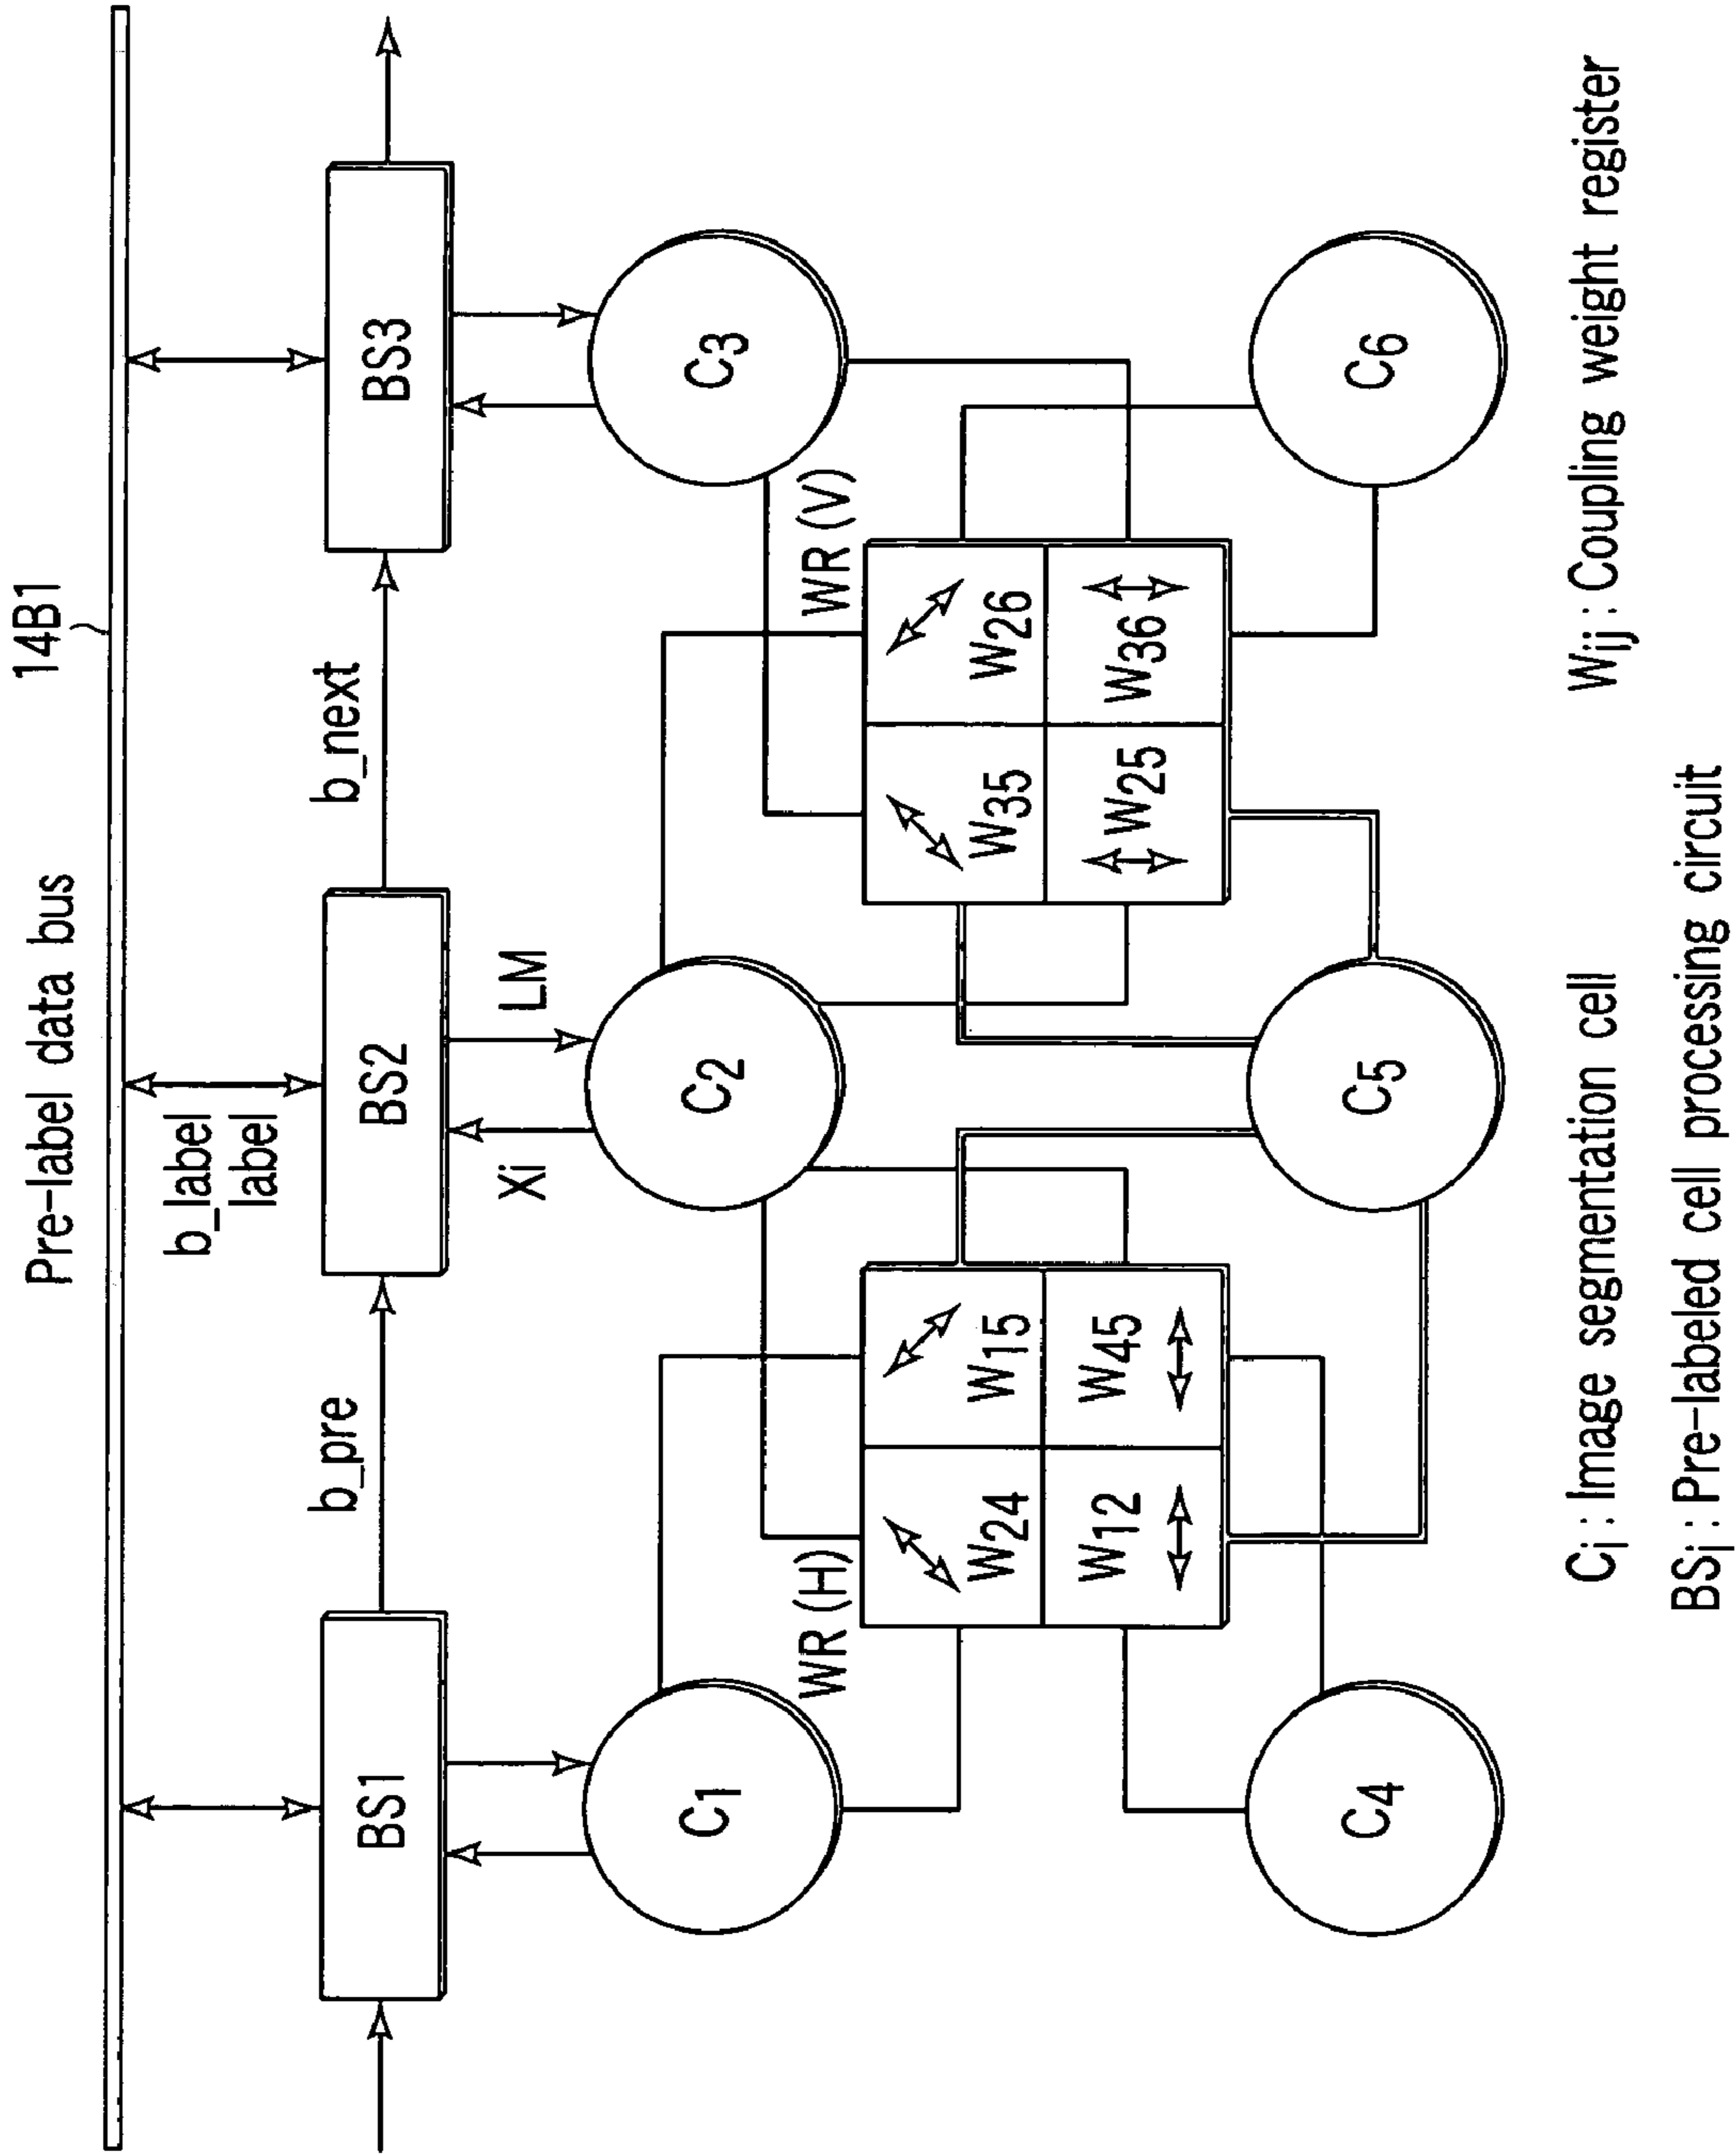 Pre-label data bus
14B1
b_label
label
b_pre
b_next
BS1
BS2
BS3
Xi
LM
C1
C2
C3
WR (H)
WR (V)
W24
W15
W35
W26
W12
W45
W25
W36
C4
C5
C6
Ci : Image segmentation cell
Wij : Coupling weight register
BSi : Pre-labeled cell processing circuit